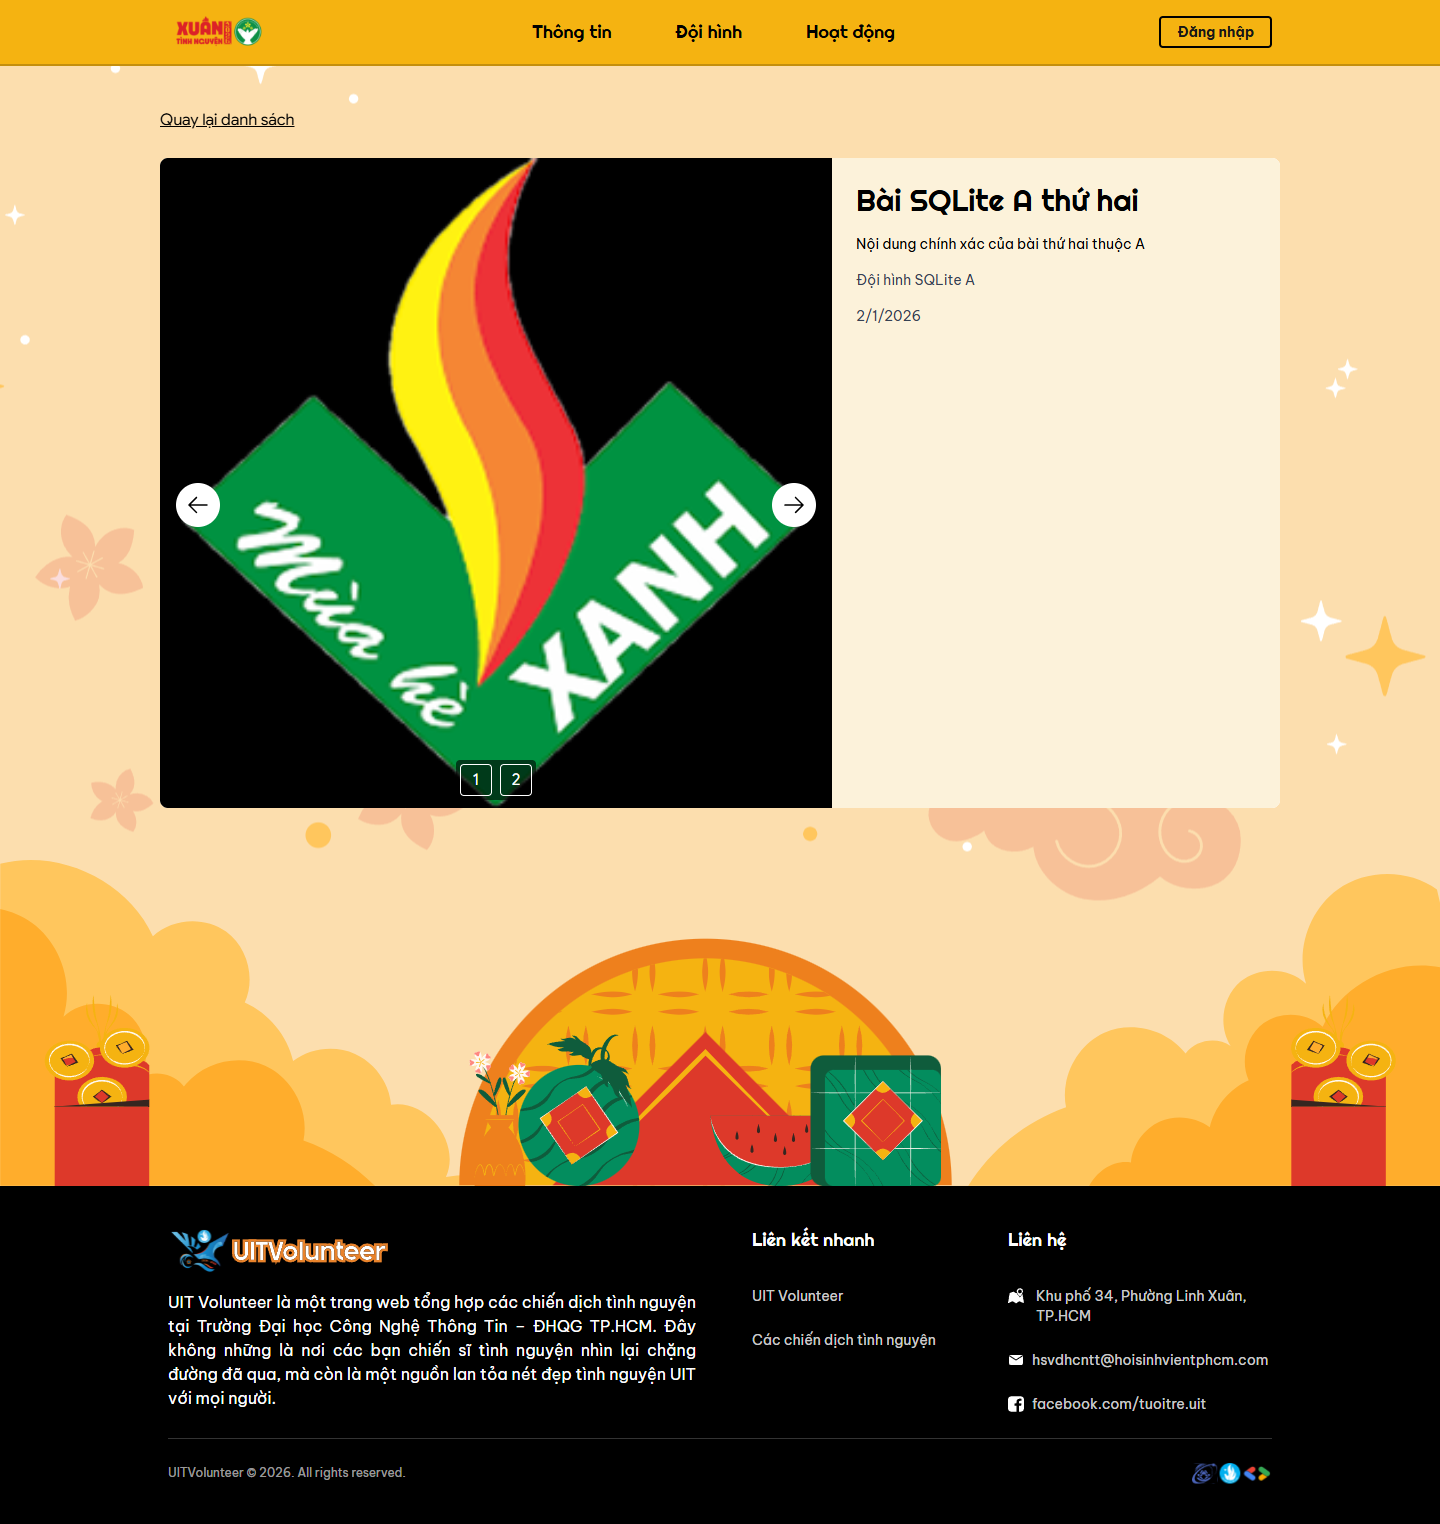 XUÂN
TÌNH NGUYỆN
Thông tin
Đội hình
Hoạt động
Đăng nhập
Quay lại danh sách
Mùa hè
XANH
1 2
Bài SQLite A thứ hai
Nội dung chính xác của bài thứ hai thuộc A
Đội hình SQLite A
2/1/2026
UITVolunteer
UIT Volunteer là một trang web tổng hợp các chiến dịch tình nguyện
tại Trường Đại học Công Nghệ Thông Tin – ĐHQG TP.HCM. Đây
không những là nơi các bạn chiến sĩ tình nguyện nhìn lại chặng
đường đã qua, mà còn là một nguồn lan tỏa nét đẹp tình nguyện UIT
với mọi người.
Liên kết nhanh
UIT Volunteer
Các chiến dịch tình nguyện
Liên hệ
Khu phố 34, Phường Linh Xuân,
TP.HCM
hsvdhcntt@hoisinhvientphcm.com
facebook.com/tuoitre.uit
UITVolunteer © 2026. All rights reserved.